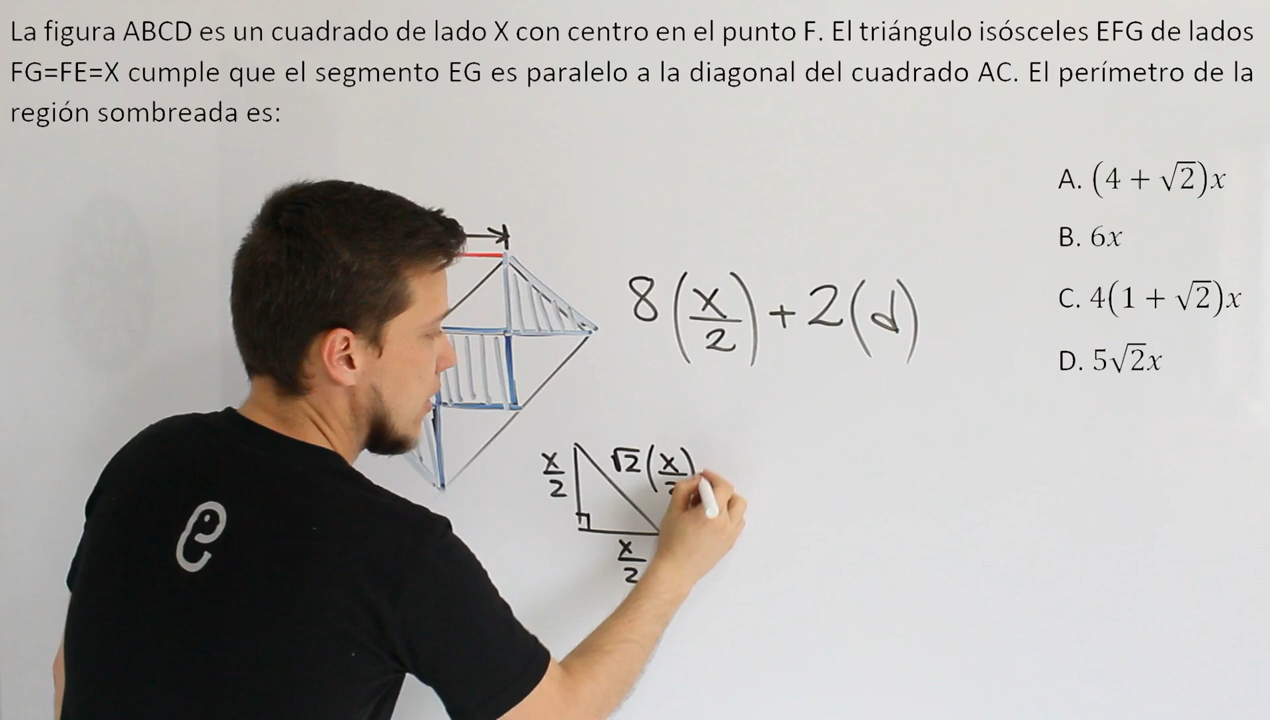 La figura ABCD es un cuadrado de lado X con centro en el punto F. El triángulo isósceles EFG de lados
FG=FE=X cumple que el segmento EG es paralelo a la diagonal del cuadrado AC. El perímetro de la
región sombreada es:
A. (4 + √2)x
B. 6x
C. 4(1 + √2)x
D. 5√2x
8(x/2) + 2(d)
x/2 √2(x/
x/2